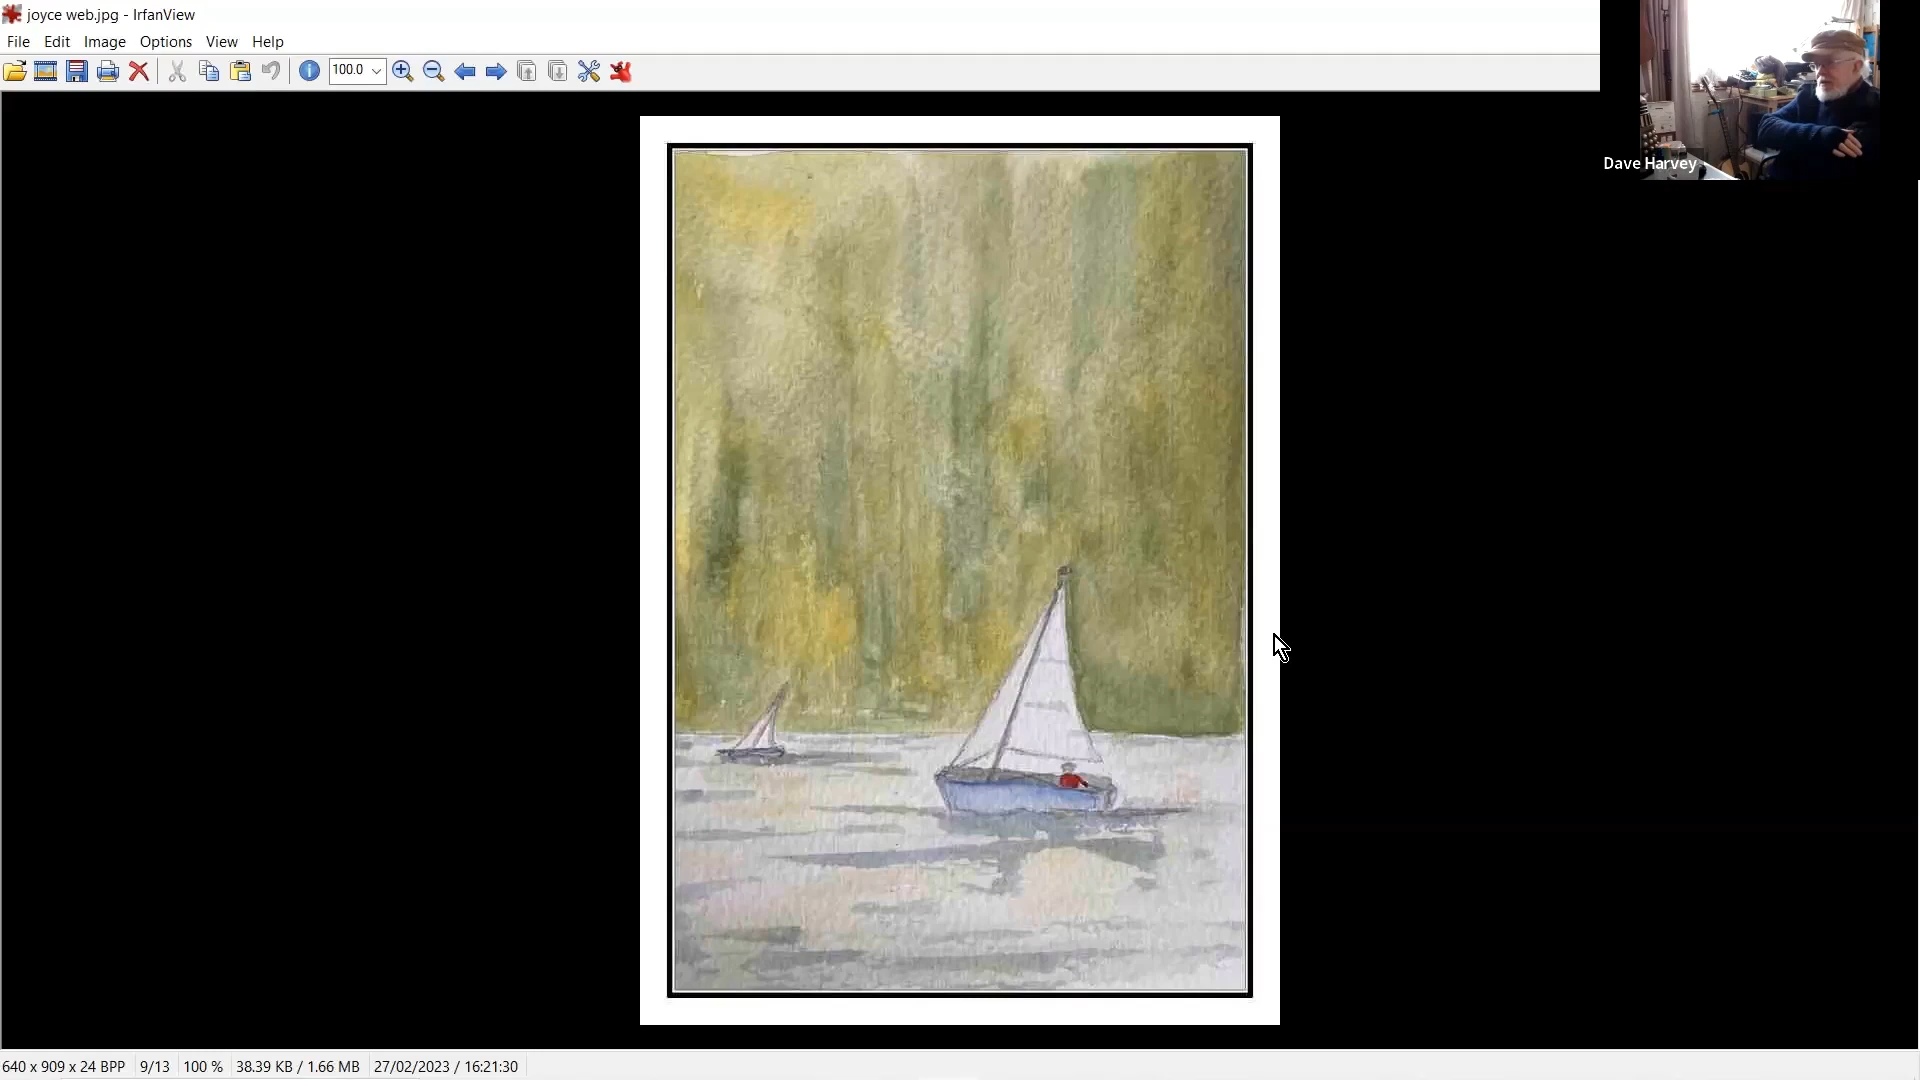 joyce web.jpg - IrfanView
File Edit Image Options View Help
100.0
Dave Harvey
640 x 909 x 24 BPP 9/13 100 % 38.39 KB / 1.66 MB 27/02/2023 / 16:21:30